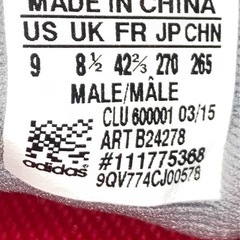 MADE IN CHINA
US UK FR JP CHN
9 8½ 42⅔ 270 265
MALE/MÂLE
CLU 600001 03/15
ART B24278
#111775368
adidas
9QV774CJ00578